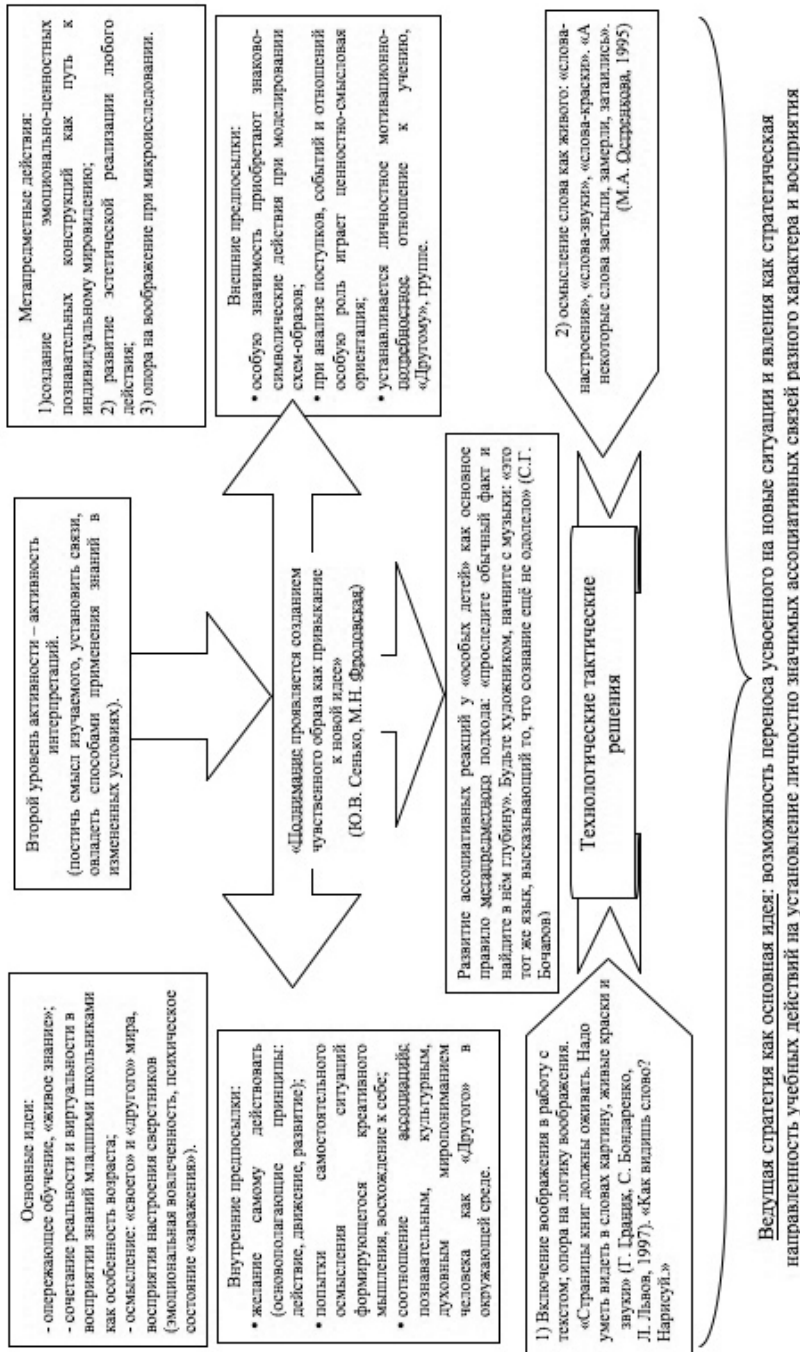 Основные идеи:
- опережающее обучение, «живое знание»;
- сочетание реальности и виртуальности в
восприятии знаний младшими школьниками
как особенность возраста;
- осмысление: «своего» и «другого» мира,
восприятия настроения сверстников
(эмоциональная вовлеченность, психическое
состояние «заражения»).
Второй уровень активности – активность
интерпретаций.
(постичь смысл изучаемого, установить связи,
овладеть способами применения знаний в
измененных условиях).
Метапредметные действия:
1)создание эмоционально-ценностных
познавательных конструкций как путь к
индивидуальному мировидению;
2) развитие эстетической реализации любого
действия;
3) опора на воображение при микроисследовании.
Внутренние предпосылки:
• желание самому действовать
(основополагающие принципы:
действие, движение, развитие);
• попытки самостоятельного
осмысления ситуаций
формирующегося креативного
мышления, восхождение к себе;
• соотношение ассоциаций с
познавательным, культурным,
духовным миропониманием
человека как «Другого» в
окружающей среде.
«Понимание проявляется созданием
чувственного образа как привыкание
к новой идее»
(Ю.В. Сенько, М.Н. Фроловская)
Внешние предпосылки:
• особую значимость приобретают знаково-
символические действия при моделировании
схем-образов;
• при анализе поступков, событий и отношений
особую роль играет ценностно-смысловая
ориентация;
• устанавливается личностное мотивационно-
потребностное отношение к учению,
«Другому», группе.
Развитие ассоциативных реакций у «особых детей» как основное
правило метапредметного подхода: «проследите обычный факт и
найдите в нём глубину». Будьте художником, начните с музыки: «это
тот же язык, высказывающий то, что сознание ещё не одолело» (С.Г.
Бочаров)
1) Включение воображения в работу с
текстом; опора на логику воображения.
«Страницы книг должны оживать. Надо
уметь видеть в словах картину, живые краски и
звуки» (Г. Граник, С. Бондаренко,
Л. Львов, 1997). «Как видишь слово?
Нарисуй.»
Технологические тактические
решения
2) осмысление слова как живого: «слова-
настроения», «слова-звуки», «слова-краски». «А
некоторые слова застыли, замерли, затаились».
(М.А. Остренкова, 1995)
Ведущая стратегия как основная идея: возможность переноса усвоенного на новые ситуации и явления как стратегическая
направленность учебных действий на установление личностно значимых ассоциативных связей разного характера и восприятия